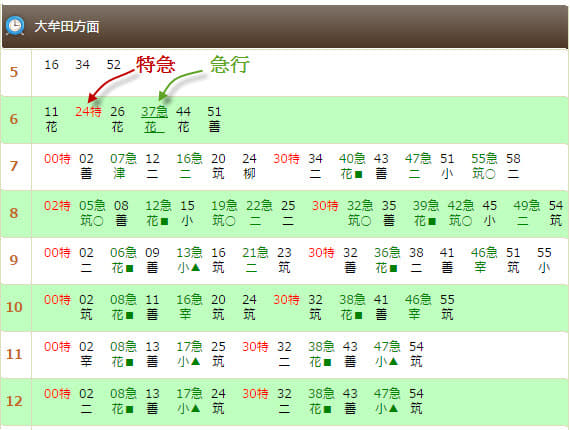 大牟田方面
特急 急行
5 16 34 52
6 11 24特 26 37急 44 51
花 花 花 花 善
7 00特 02 07急 12 16急 20 24 30特 34 40急 43 47急 51 55急 58
善 津 二 二 筑 柳 二 花■ 善 二 小 筑○ 二
8 02特 05急 08 12急 15 19急 22急 25 30特 32急 35 39急 42急 45 49急 54
筑○ 善 花■ 小 筑○ 二 二 筑○ 善 花■ 筑○ 小 二 筑
9 00特 02 06急 09 13急 16 21急 23 30特 32 36急 38 41 46急 51 55
二 花■ 善 小▲ 筑 二 筑 善 花■ 二 善 宰 筑 小
10 00特 02 08急 11 16急 20 24 30特 32 38急 41 46急 55
筑 花■ 善 宰 筑 筑 筑 花■ 善 宰 筑
11 00特 02 08急 13 17急 25 30特 32 38急 43 47急 54
宰 花■ 善 小▲ 筑 二 花■ 善 小▲ 筑
12 00特 02 08急 13 17急 24 30特 32 38急 43 47急 54
二 花■ 善 小▲ 筑 二 花■ 善 小▲ 筑